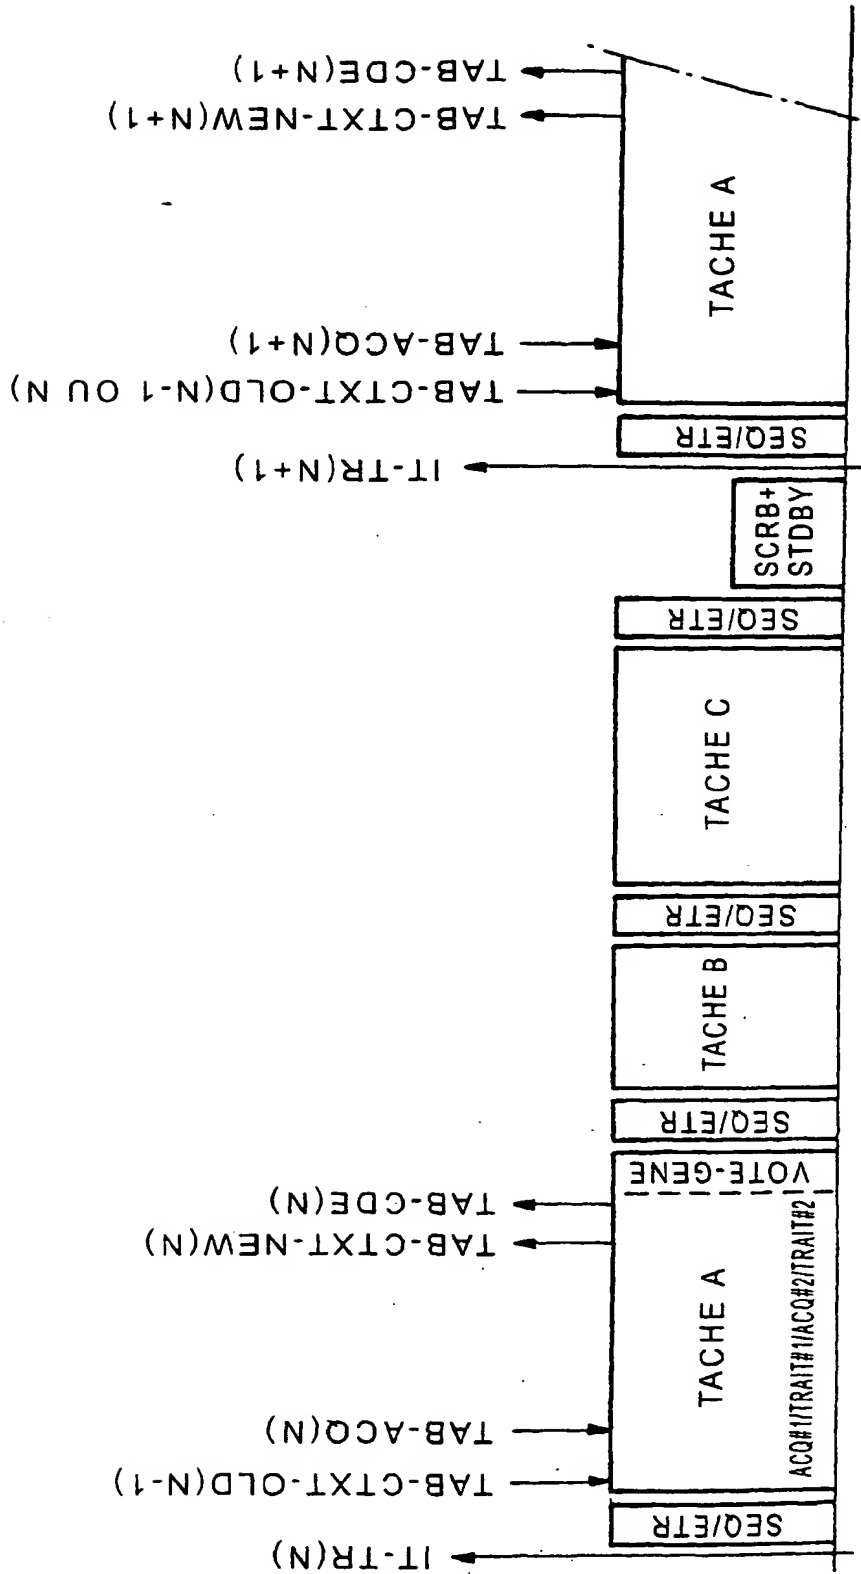 IT-TR(N)
SEQ/ETR
TAB-CTXT-OLD(N-1)
TAB-ACQ(N)
TACHE A
ACQ#1/TRAIT#1/ACQ#2/TRAIT#2
TAB-CTXT-NEW(N)
TAB-CDE(N)
VOTE-GENE
SEQ/ETR
TACHE B
SEQ/ETR
TACHE C
SEQ/ETR
SCRB+
STDBY
IT-TR(N+1)
SEQ/ETR
TAB-CTXT-OLD(N-1 OU N)
TAB-ACQ(N+1)
TACHE A
TAB-CTXT-NEW(N+1)
TAB-CDE(N+1)